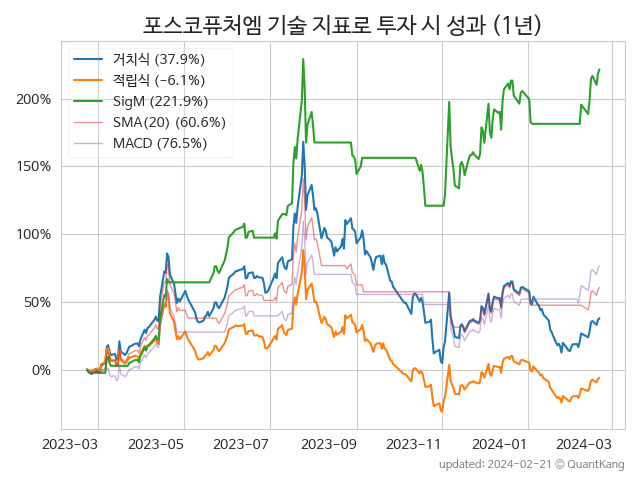 포스코퓨처엠 기술 지표로 투자 시 성과 (1년)
거치식 (37.9%)
적립식 (−6.1%)
SigM (221.9%)
SMA(20) (60.6%)
MACD (76.5%)
200%
150%
100%
50%
0%
2023-03 2023-05 2023-07 2023-09 2023-11 2024-01 2024-03
updated: 2024-02-21 © QuantKang